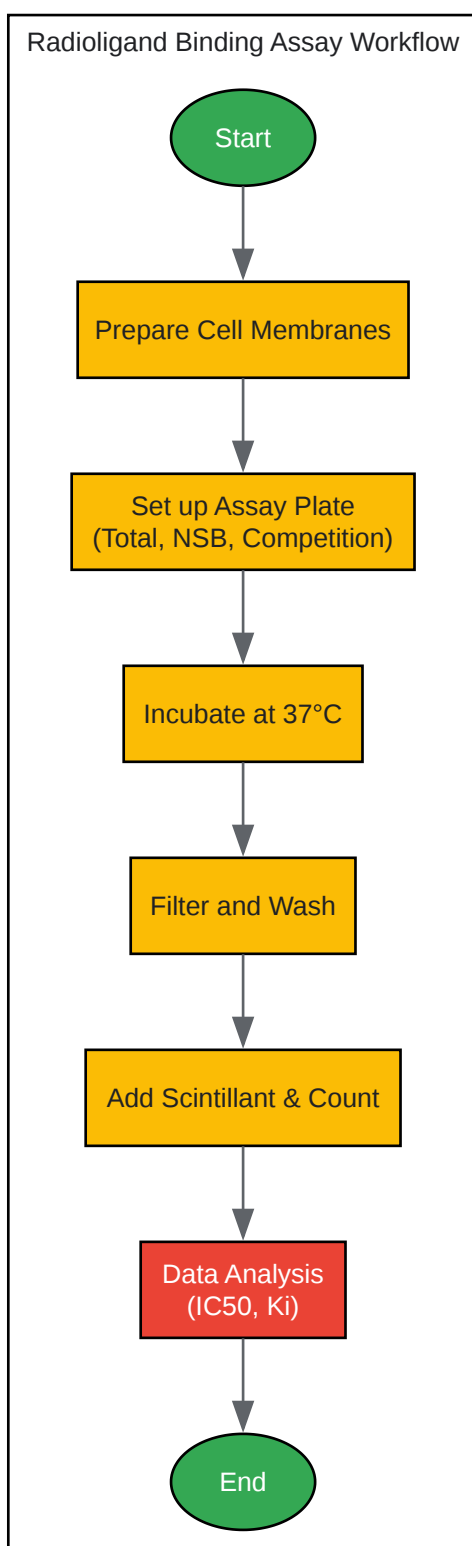 Radioligand Binding Assay Workflow
Start
Prepare Cell Membranes
Set up Assay Plate
(Total, NSB, Competition)
Incubate at 37°C
Filter and Wash
Add Scintillant & Count
Data Analysis
(IC50, Ki)
End